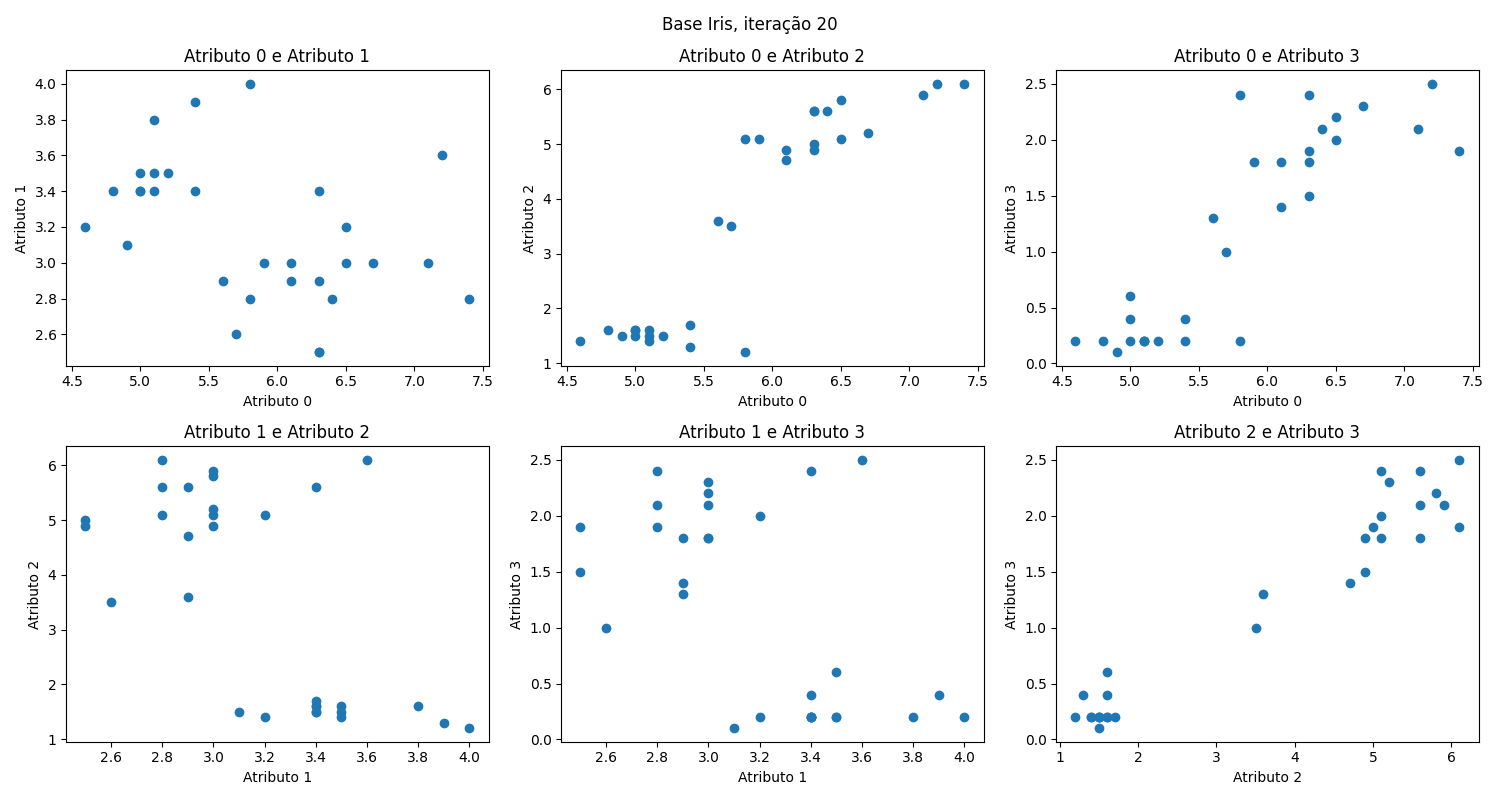 Base Iris, iteração 20
Atributo 0 e Atributo 1
Atributo 1
4.0
3.8
3.6
3.4
3.2
3.0
2.8
2.6
4.5 5.0 5.5 6.0 6.5 7.0 7.5
Atributo 0
Atributo 0 e Atributo 2
Atributo 2
6
5
4
3
2
1
4.5 5.0 5.5 6.0 6.5 7.0 7.5
Atributo 0
Atributo 0 e Atributo 3
Atributo 3
2.5
2.0
1.5
1.0
0.5
0.0
4.5 5.0 5.5 6.0 6.5 7.0 7.5
Atributo 0
Atributo 1 e Atributo 2
Atributo 2
6
5
4
3
2
1
2.6 2.8 3.0 3.2 3.4 3.6 3.8 4.0
Atributo 1
Atributo 1 e Atributo 3
Atributo 3
2.5
2.0
1.5
1.0
0.5
0.0
2.6 2.8 3.0 3.2 3.4 3.6 3.8 4.0
Atributo 1
Atributo 2 e Atributo 3
Atributo 3
2.5
2.0
1.5
1.0
0.5
0.0
1 2 3 4 5 6
Atributo 2